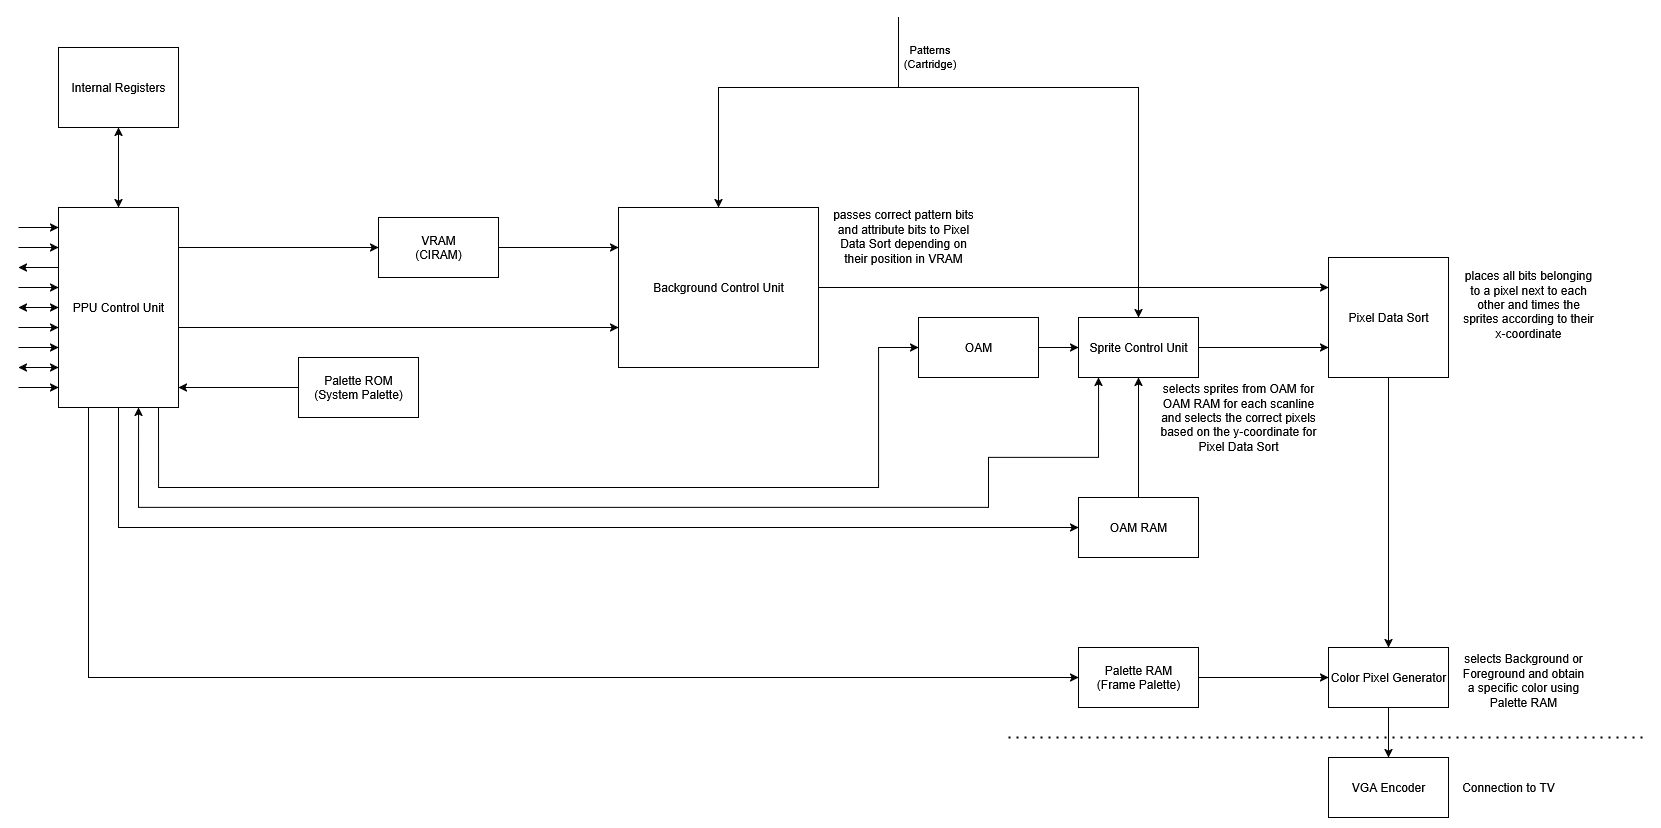 Patterns
(Cartridge)
Internal Registers
passes correct pattern bits
and attribute bits to Pixel
Data Sort depending on
their position in VRAM
VRAM
(CIRAM)
Background Control Unit
PPU Control Unit
places all bits belonging
to a pixel next to each
other and times the
sprites according to their
x-coordinate
Pixel Data Sort
OAM
Sprite Control Unit
Palette ROM
(System Palette)
selects sprites from OAM for
OAM RAM for each scanline
and selects the correct pixels
based on the y-coordinate for
Pixel Data Sort
OAM RAM
Palette RAM
(Frame Palette)
Color Pixel Generator
selects Background or
Foreground and obtain
a specific color using
Palette RAM
VGA Encoder
Connection to TV